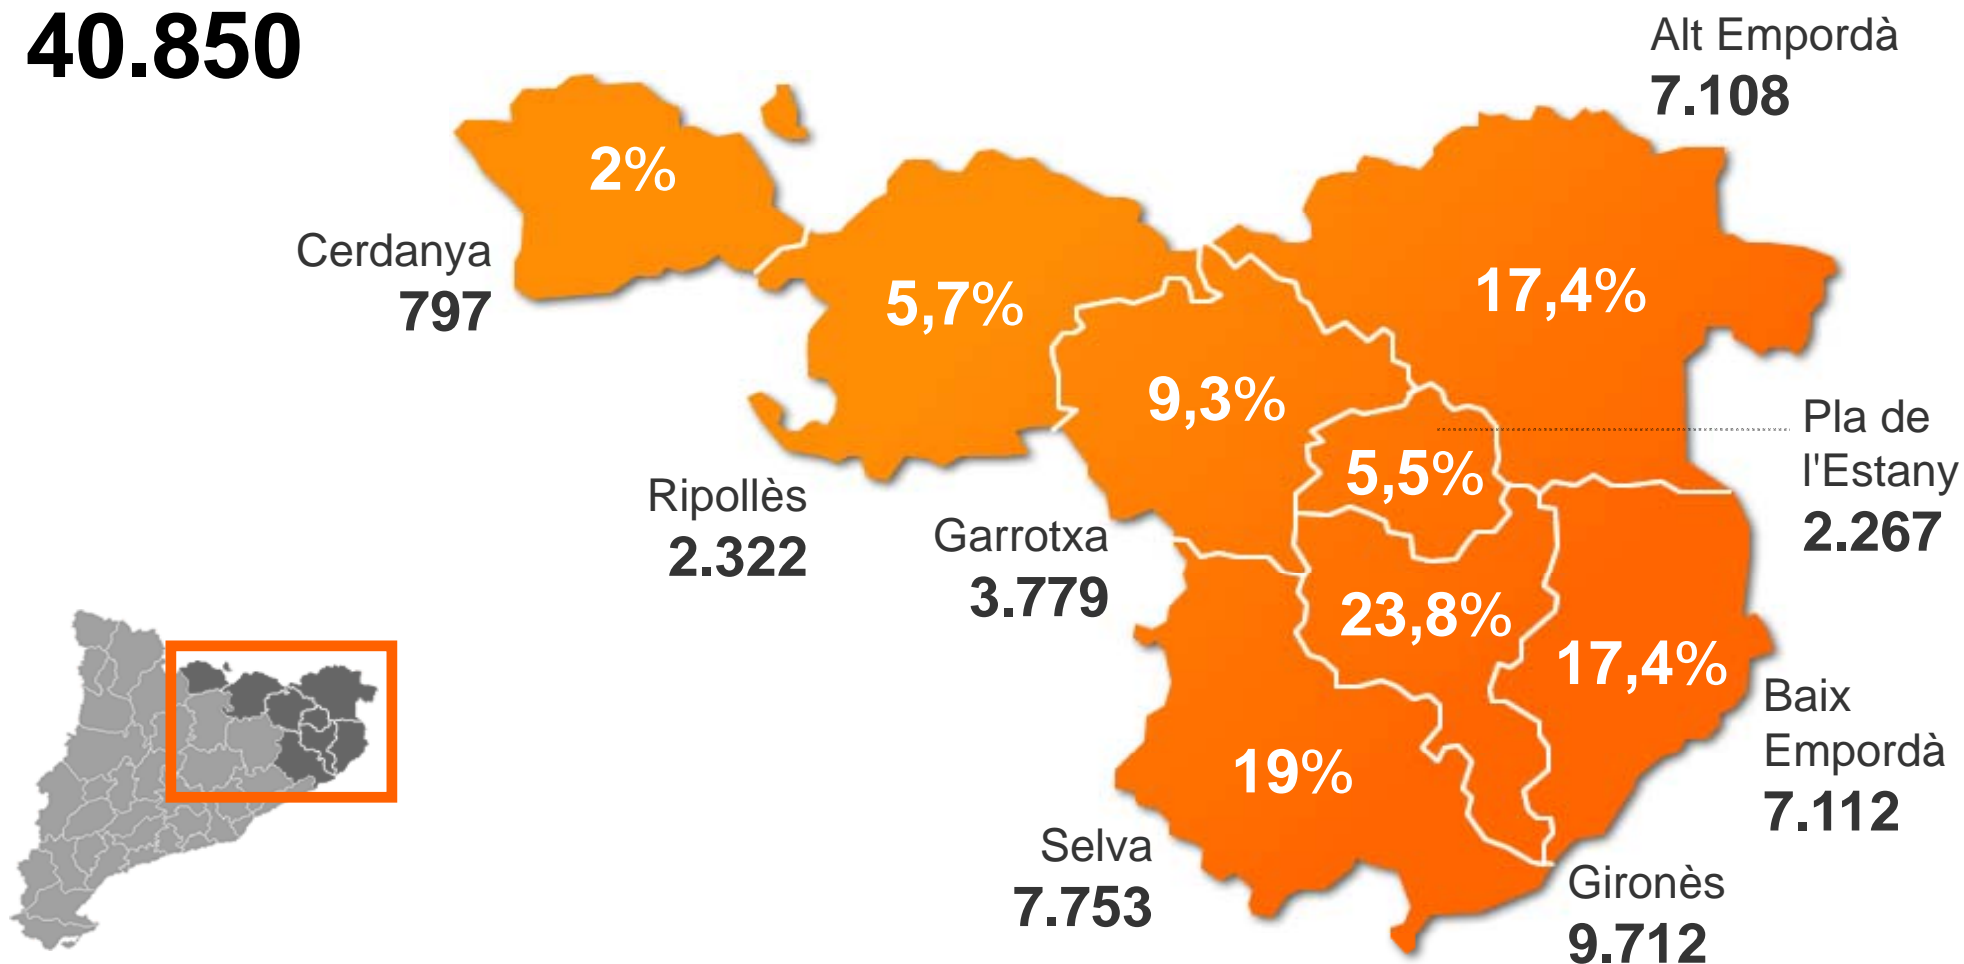 40.850
Alt Empordà
7.108
2%
Cerdanya
797
5,7%
17,4%
9,3%
Pla de
l'Estany
2.267
5,5%
Ripollès
2.322
Garrotxa
3.779
23,8%
17,4%
Baix
Empordà
7.112
19%
Selva
7.753
Gironès
9.712